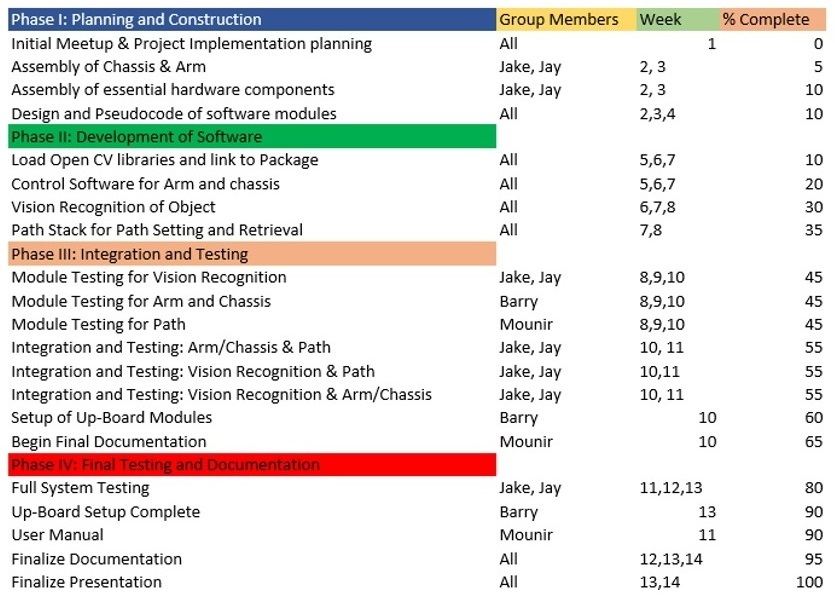 Phase I: Planning and Construction Group Members Week % Complete
Initial Meetup & Project Implementation planning All 1 0
Assembly of Chassis & Arm Jake, Jay 2, 3 5
Assembly of essential hardware components Jake, Jay 2, 3 10
Design and Pseudocode of software modules All 2,3,4 10
Phase II: Development of Software
Load Open CV libraries and link to Package All 5,6,7 10
Control Software for Arm and chassis All 5,6,7 20
Vision Recognition of Object All 6,7,8 30
Path Stack for Path Setting and Retrieval All 7,8 35
Phase III: Integration and Testing
Module Testing for Vision Recognition Jake, Jay 8,9,10 45
Module Testing for Arm and Chassis Barry 8,9,10 45
Module Testing for Path Mounir 8,9,10 45
Integration and Testing: Arm/Chassis & Path Jake, Jay 10, 11 55
Integration and Testing: Vision Recognition & Path Jake, Jay 10,11 55
Integration and Testing: Vision Recognition & Arm/Chassis Jake, Jay 10, 11 55
Setup of Up-Board Modules Barry 10 60
Begin Final Documentation Mounir 10 65
Phase IV: Final Testing and Documentation
Full System Testing Jake, Jay 11,12,13 80
Up-Board Setup Complete Barry 13 90
User Manual Mounir 11 90
Finalize Documentation All 12,13,14 95
Finalize Presentation All 13,14 100